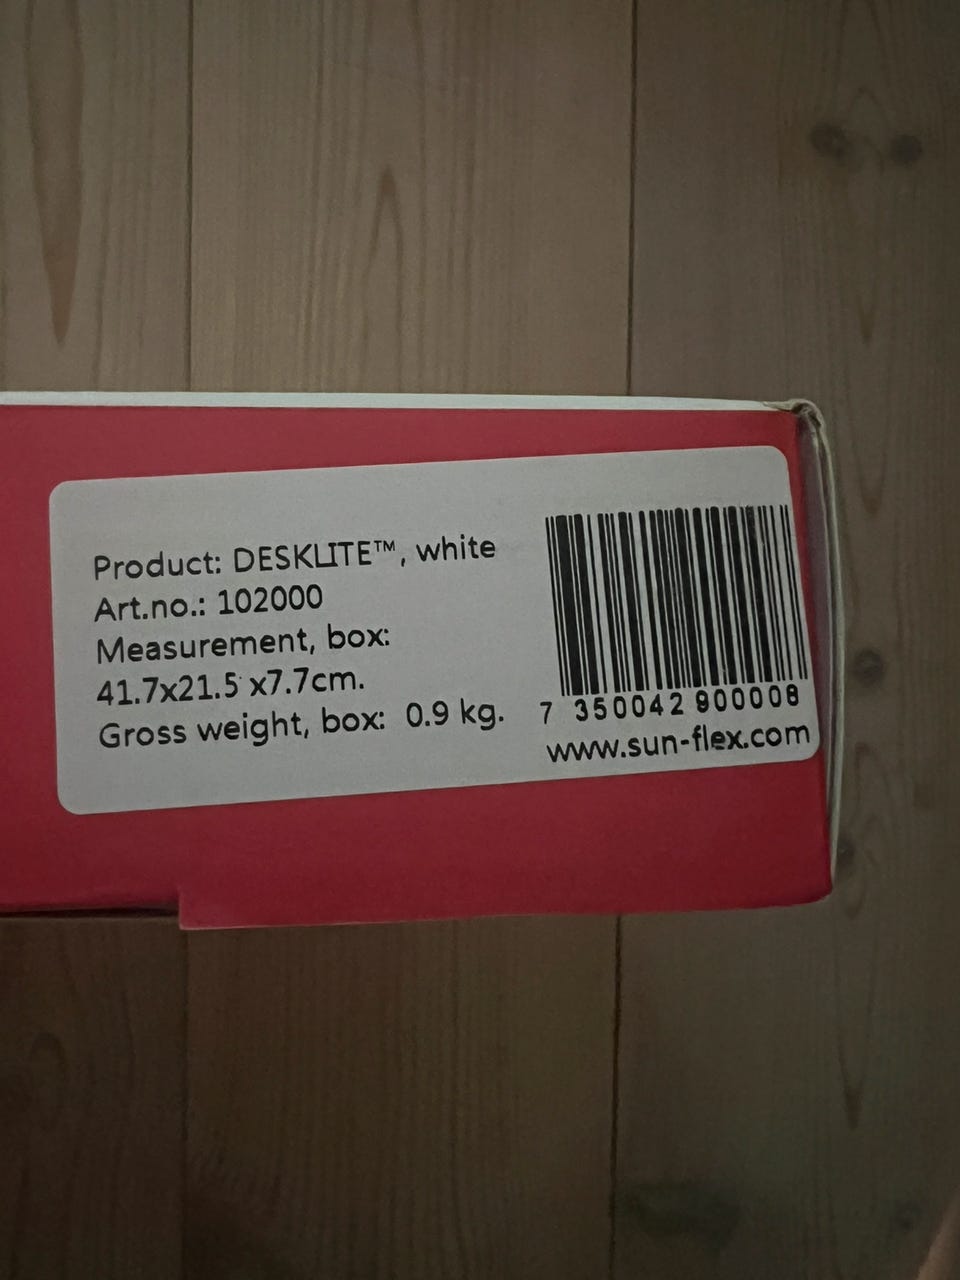 Product: DESKLITE™, white
Art.no.: 102000
Measurement, box:
41.7x21.5 x7.7cm.
Gross weight, box: 0.9 kg.
7 350042 900008
www.sun-flex.com